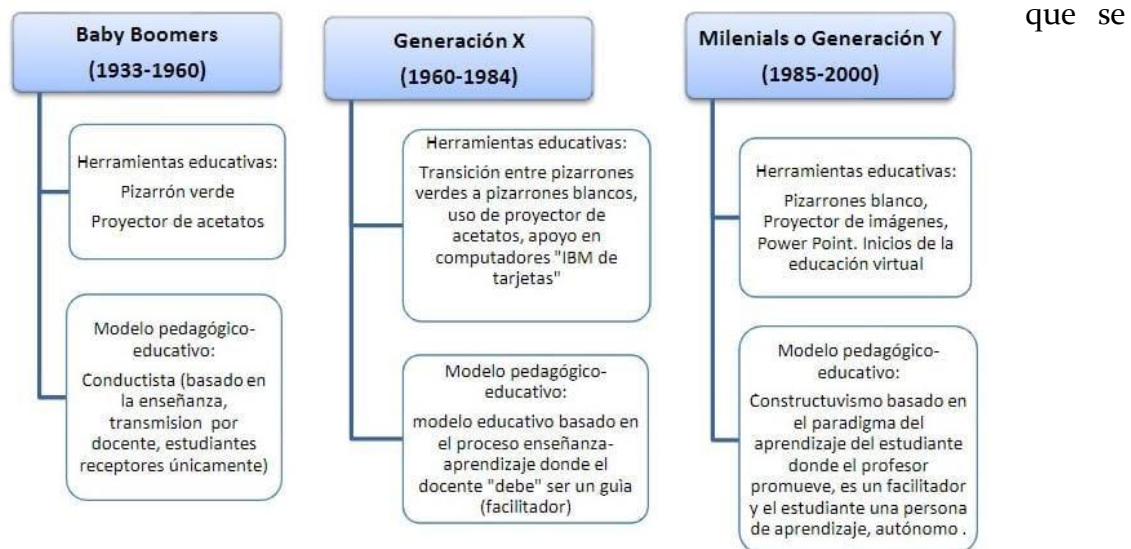 que se
Baby Boomers
(1933-1960)
Herramientas educativas:
Pizarrón verde
Proyector de acetatos
Modelo pedagógico-
educativo:
Conductista (basado en
la enseñanza,
transmision por
docente, estudiantes
receptores únicamente)
Generación X
(1960-1984)
Herramientas educativas:
Transición entre pizarrones
verdes a pizarrones blancos,
uso de proyector de
acetatos, apoyo en
computadores "IBM de
tarjetas"
Modelo pedagógico-
educativo:
modelo educativo basado en
el proceso enseñanza-
aprendizaje donde el
docente "debe" ser un guìa
(facilitador)
Milenials o Generación Y
(1985-2000)
Herramientas educativas:
Pizarrones blanco,
Proyector de imágenes,
Power Point. Inicios de la
educación virtual
Modelo pedagógico-
educativo:
Constructuvismo basado en
el paradigma del
aprendizaje del estudiante
donde el profesor
promueve, es un facilitador
y el estudiante una persona
de aprendizaje, autónomo .